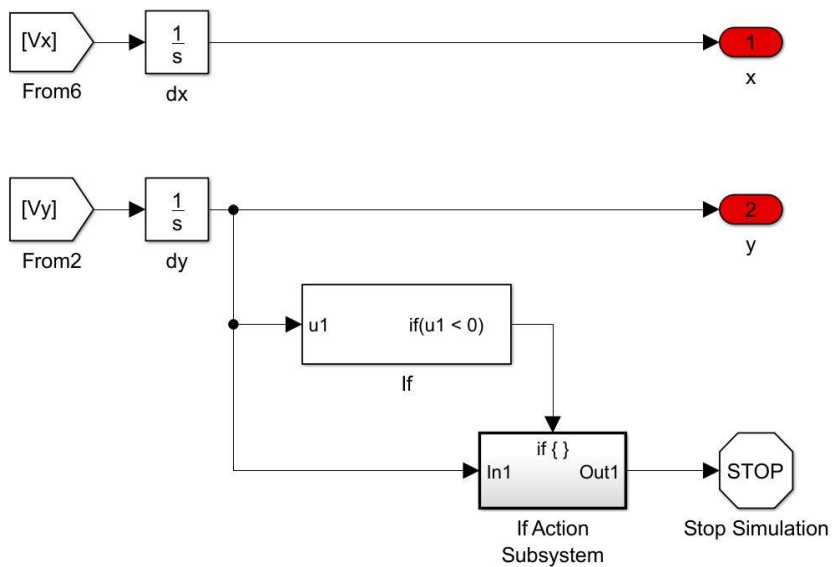 [Vx]
1
s
1
From6
dx
x
[Vy]
1
s
2
From2
dy
y
u1
if(u1 < 0)
If
if { }
In1
Out1
STOP
If Action
Subsystem
Stop Simulation